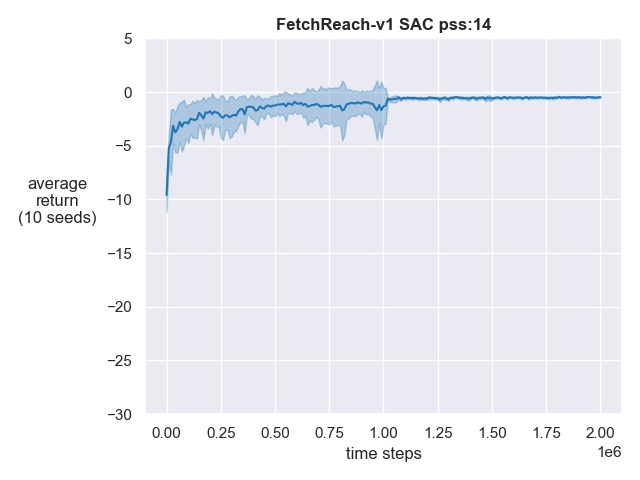 FetchReach-v1 SAC pss:14
5
0
−5
−10
−15
−20
−25
−30
average
return
(10 seeds)
0.00 0.25 0.50 0.75 1.00 1.25 1.50 1.75 2.00
time steps
1e6